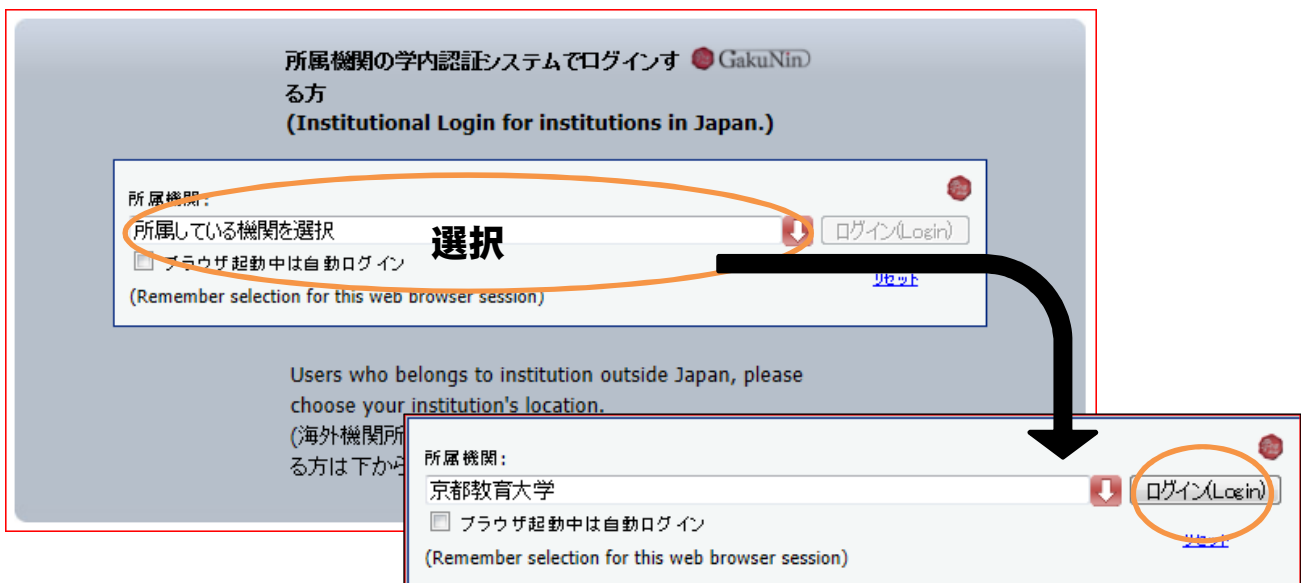 所属機関の学内認証システムでログインす GakuNin
る方
(Institutional Login for institutions in Japan.)
所属機関:
所属している機関を選択
選択
ログイン(Login)
ブラウザ起動中は自動ログイン
リセット
(Remember selection for this web browser session)
Users who belongs to institution outside Japan, please
choose your institution's location.
(海外機関所
る方は下から
所属機関:
京都教育大学
ログイン(Login)
ブラウザ起動中は自動ログイン
リセット
(Remember selection for this web browser session)